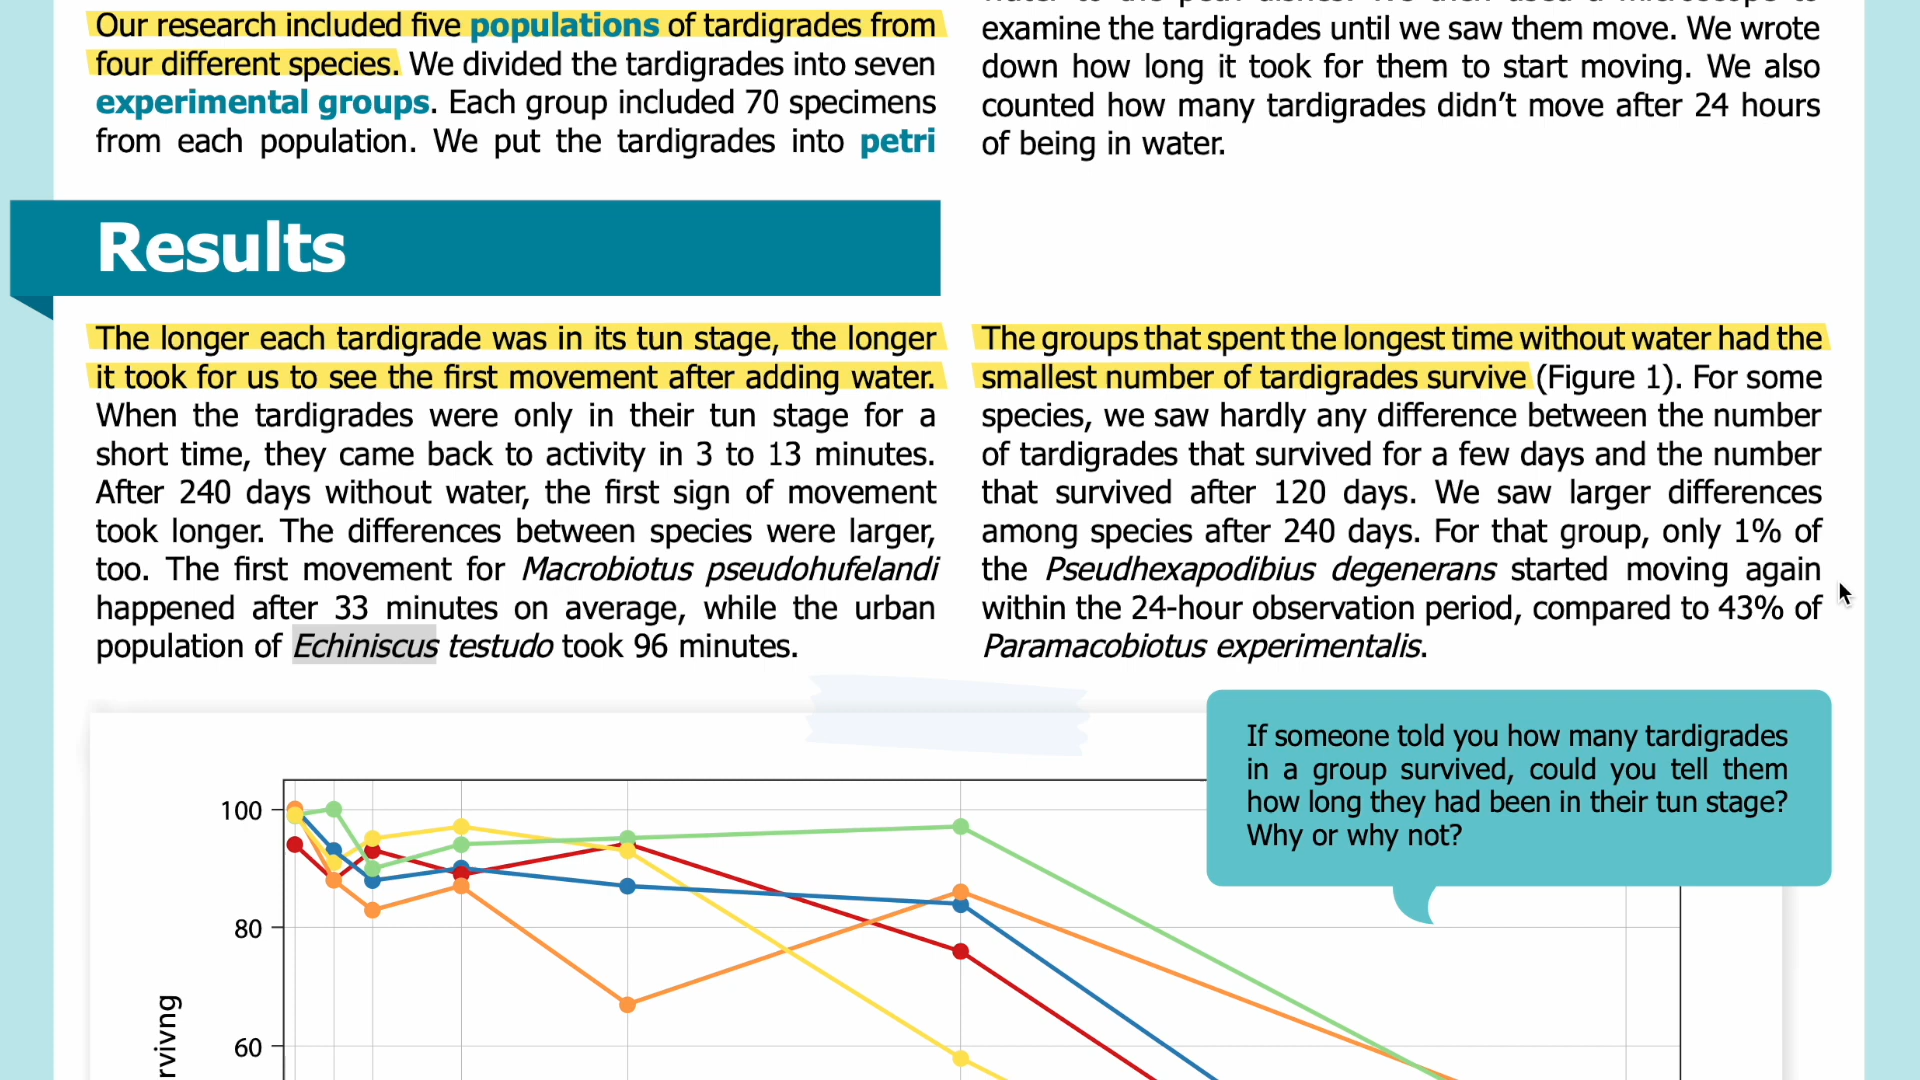 Our research included five populations of tardigrades from
four different species. We divided the tardigrades into seven
experimental groups. Each group included 70 specimens
from each population. We put the tardigrades into petri
examine the tardigrades until we saw them move. We wrote
down how long it took for them to start moving. We also
counted how many tardigrades didn't move after 24 hours
of being in water.
Results
The longer each tardigrade was in its tun stage, the longer
it took for us to see the first movement after adding water.
When the tardigrades were only in their tun stage for a
short time, they came back to activity in 3 to 13 minutes.
After 240 days without water, the first sign of movement
took longer. The differences between species were larger,
too. The first movement for Macrobiotus pseudohufelandi
happened after 33 minutes on average, while the urban
population of Echiniscus testudo took 96 minutes.
The groups that spent the longest time without water had the
smallest number of tardigrades survive (Figure 1). For some
species, we saw hardly any difference between the number
of tardigrades that survived for a few days and the number
that survived after 120 days. We saw larger differences
among species after 240 days. For that group, only 1% of
the Pseudhexapodibius degenerans started moving again
within the 24-hour observation period, compared to 43% of
Paramacobiotus experimentalis.
If someone told you how many tardigrades
in a group survived, could you tell them
how long they had been in their tun stage?
Why or why not?
100
80
60